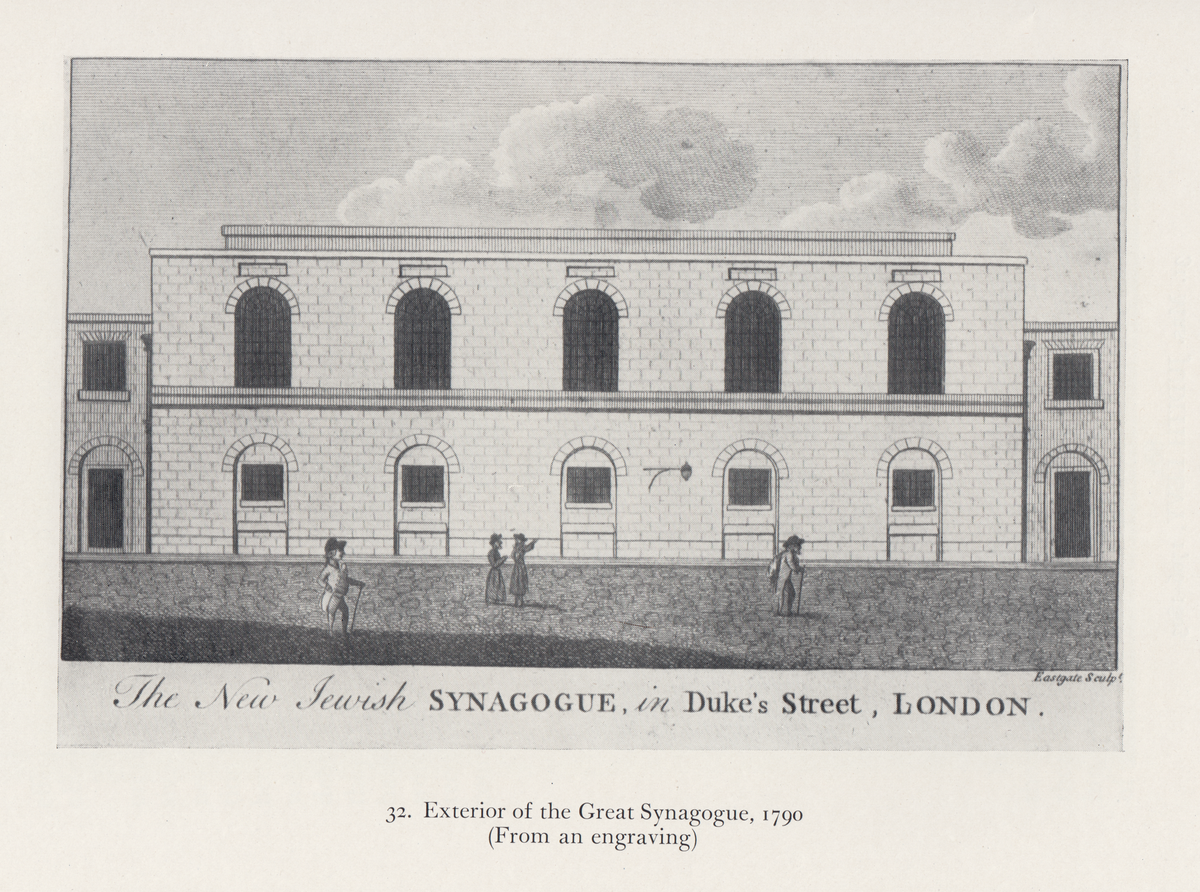 Eastgate Sculpt.
The New Jewish SYNAGOGUE, in Duke's Street, LONDON.
32. Exterior of the Great Synagogue, 1790
(From an engraving)